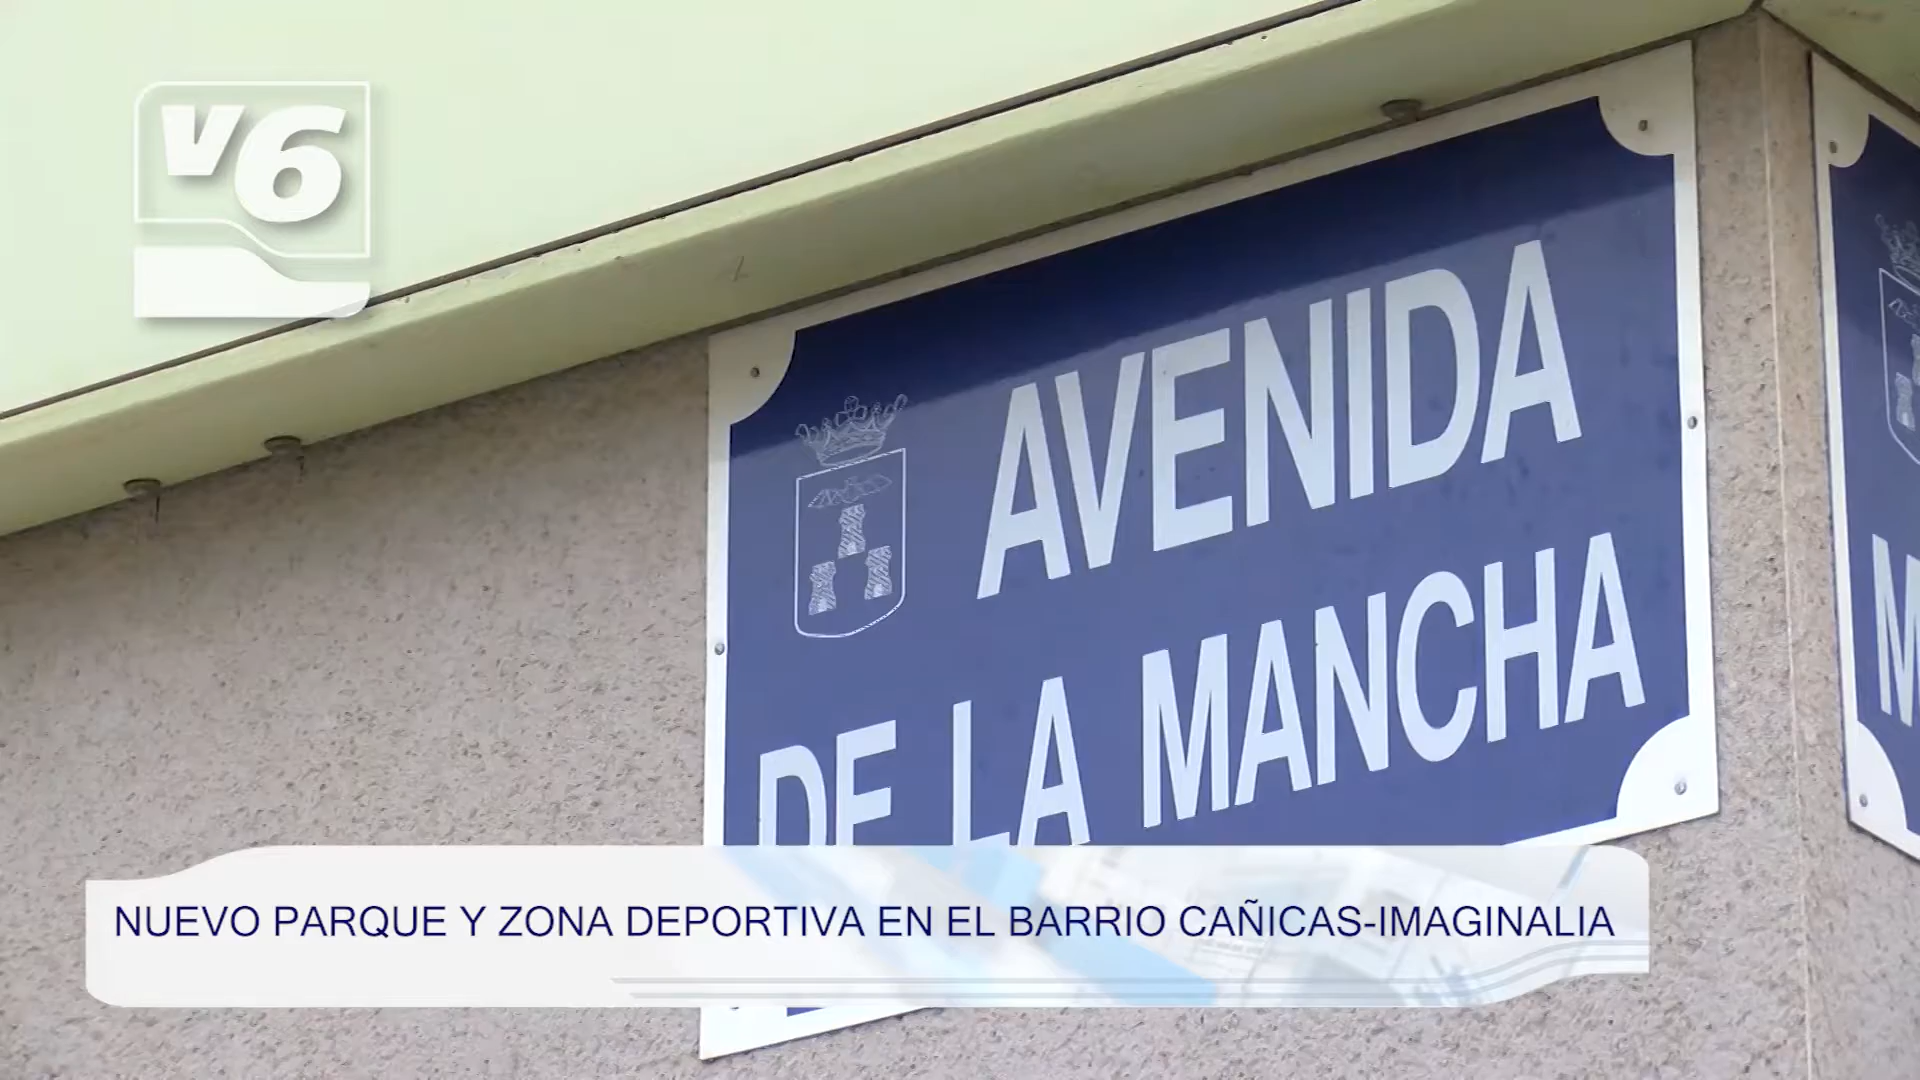 V6
AVENIDA
DE LA MANCHA
M
NUEVO PARQUE Y ZONA DEPORTIVA EN EL BARRIO CAÑICAS-IMAGINALIA